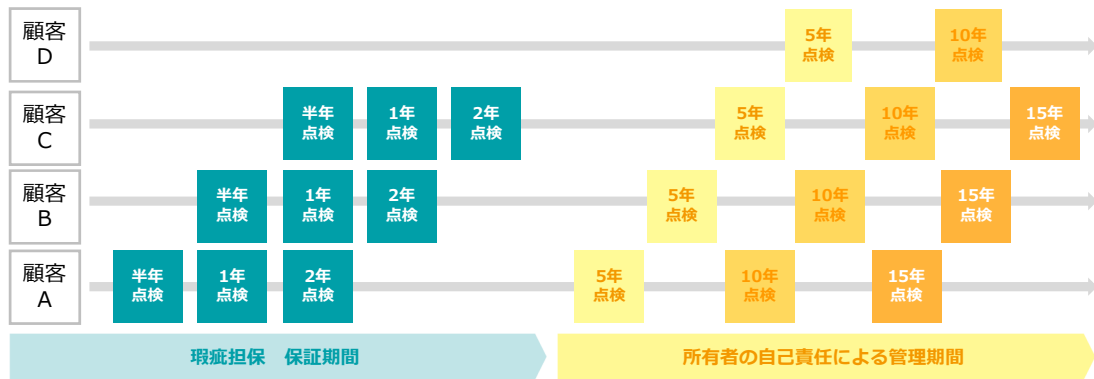 顧客
D
5年
点検
10年
点検
顧客
C
半年
点検
1年
点検
2年
点検
5年
点検
10年
点検
15年
点検
顧客
B
半年
点検
1年
点検
2年
点検
5年
点検
10年
点検
15年
点検
顧客
A
半年
点検
1年
点検
2年
点検
5年
点検
10年
点検
15年
点検
瑕疵担保　保証期間
所有者の自己責任による管理期間